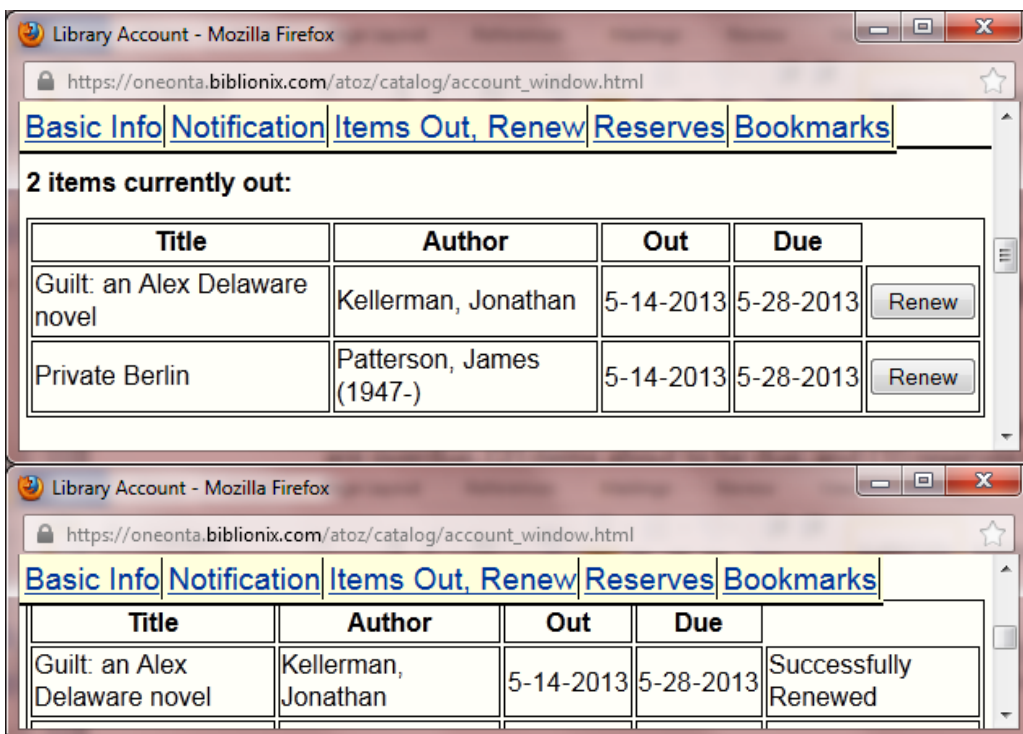 Library Account - Mozilla Firefox
https://oneonta.biblionix.com/atoz/catalog/account_window.html
Basic Info Notification Items Out, Renew Reserves Bookmarks
2 items currently out:
Title Author Out Due
Guilt: an Alex Delaware novel Kellerman, Jonathan 5-14-2013 5-28-2013 Renew
Private Berlin Patterson, James (1947-) 5-14-2013 5-28-2013 Renew
Library Account - Mozilla Firefox
https://oneonta.biblionix.com/atoz/catalog/account_window.html
Basic Info Notification Items Out, Renew Reserves Bookmarks
Title Author Out Due
Guilt: an Alex Delaware novel Kellerman, Jonathan 5-14-2013 5-28-2013 Successfully Renewed